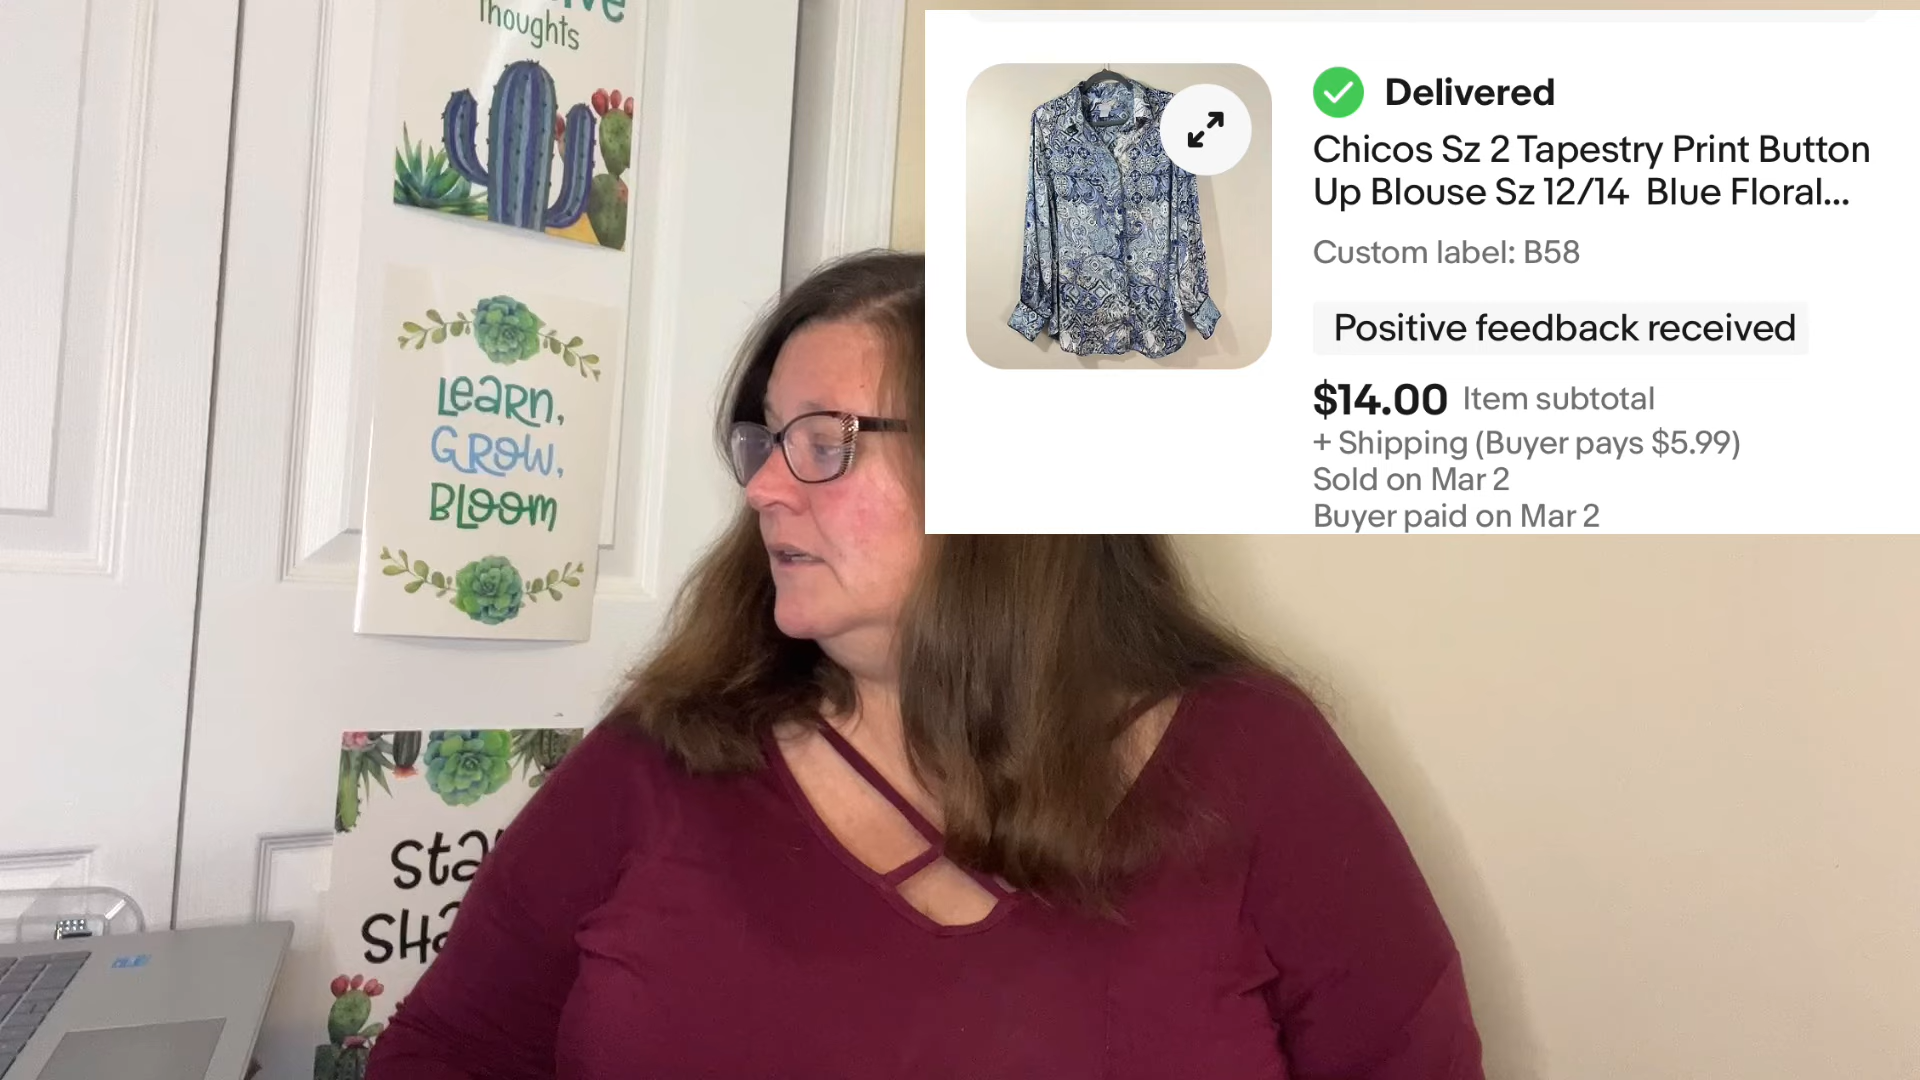 Thoughts
Learn,
Grow,
Bloom
Delivered
Chicos Sz 2 Tapestry Print Button
Up Blouse Sz 12/14 Blue Floral...
Custom label: B58
Positive feedback received
$14.00 Item subtotal
+ Shipping (Buyer pays $5.99)
Sold on Mar 2
Buyer paid on Mar 2